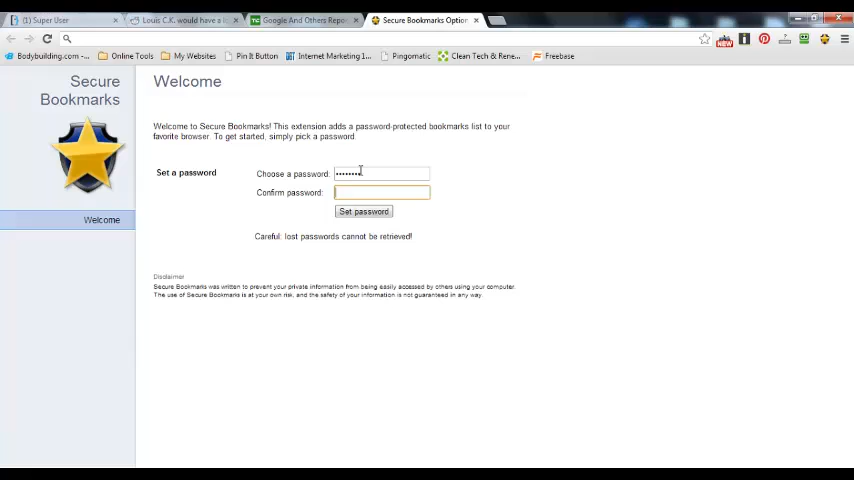 (1) Super User
Louis C.K. would have a
Google And Others Repo
Secure Bookmarks Optio
Bodybuilding.com -...
Online Tools
My Websites
Pin It Button
Internet Marketing 1...
Pingomatic
Clean Tech & Rene...
Freebase
NEW
Secure
Bookmarks
Welcome
Welcome
Welcome to Secure Bookmarks! This extension adds a password-protected bookmarks list to your
favorite browser. To get started, simply pick a password.
Set a password
Choose a password:
Confirm password:
Set password
Careful: lost passwords cannot be retrieved!
Disclaimer
Secure Bookmarks was written to prevent your private information from being easily accessed by others using your computer.
The use of Secure Bookmarks is at your own risk, and the safety of your information is not guaranteed in any way.